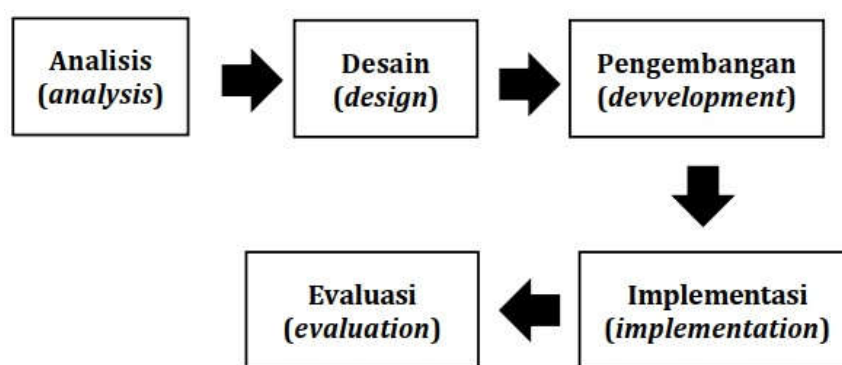 Analisis
(analysis)
Desain
(design)
Pengembangan
(devvelopment)
Implementasi
(implementation)
Evaluasi
(evaluation)